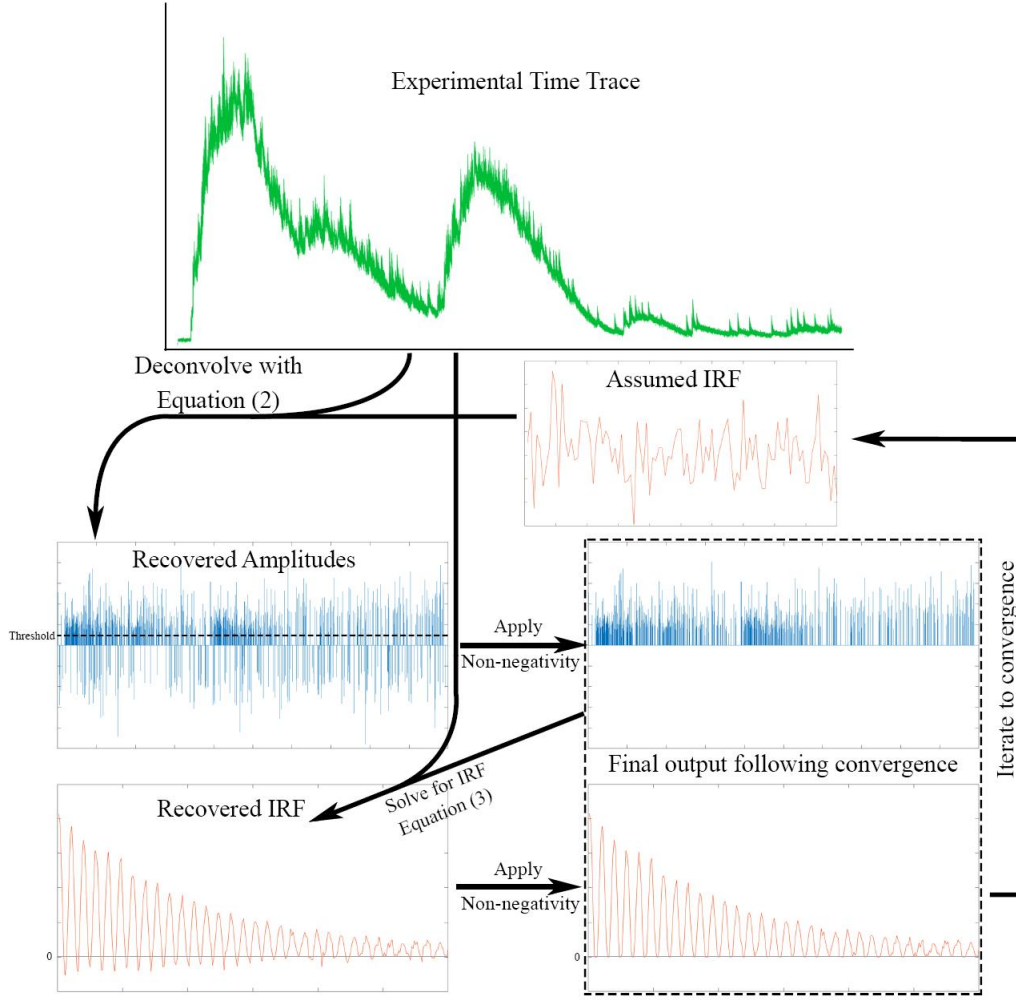 Experimental Time Trace
Deconvolve with
Equation (2)
Assumed IRF
Recovered Amplitudes
Threshold
Apply
Non-negativity
Iterate to convergence
Final output following convergence
Solve for IRF
Equation (3)
Recovered IRF
Apply
Non-negativity
0
0